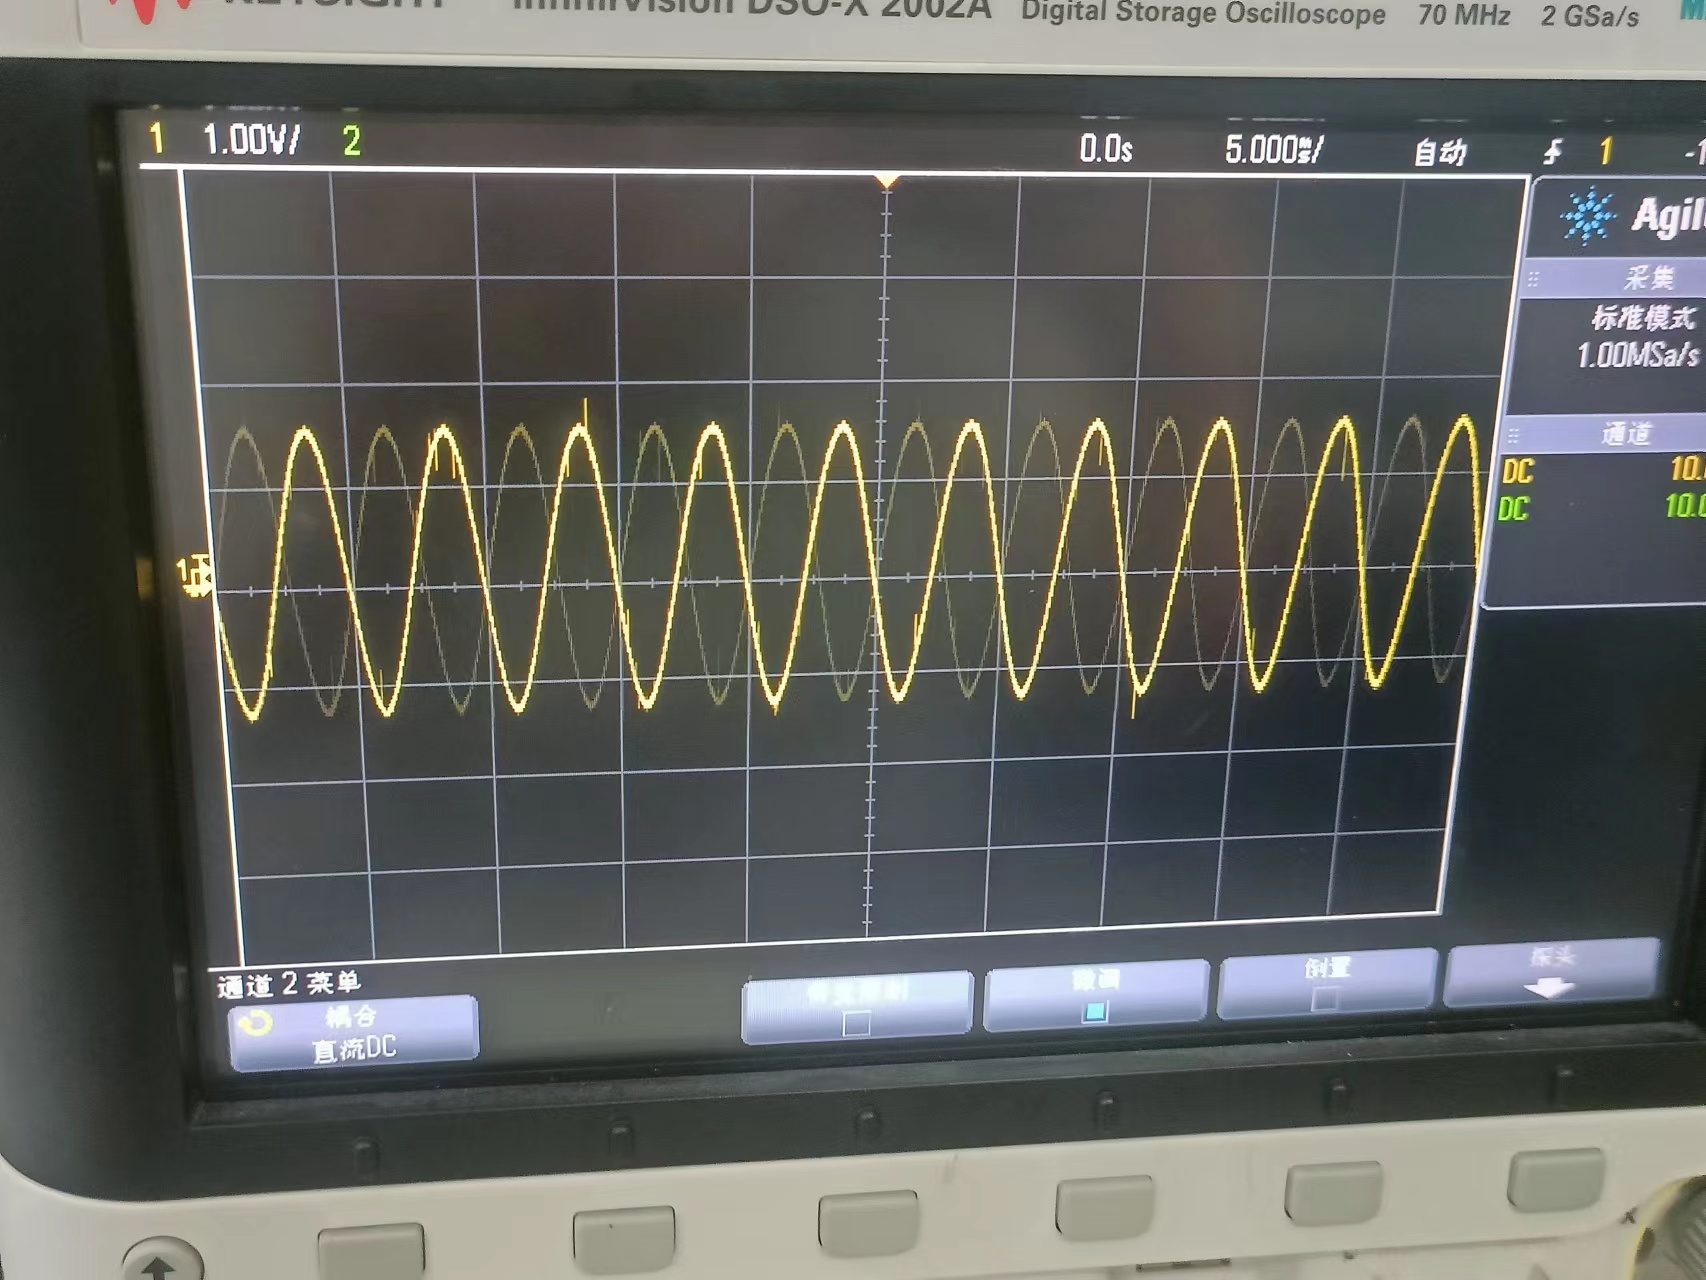 KEYSIGHT InfiniiVision DSO-X 2002A Digital Storage Oscilloscope 70 MHz 2 GSa/s
1 1.00V/ 2 0.0s 5.000ms/ 自动 1 -1
Agil
采集
标准模式
1.00MSa/s
通道
DC 10.
DC 10.0
1
通道 2 菜单
耦合
直流DC
微调
倒置
探头